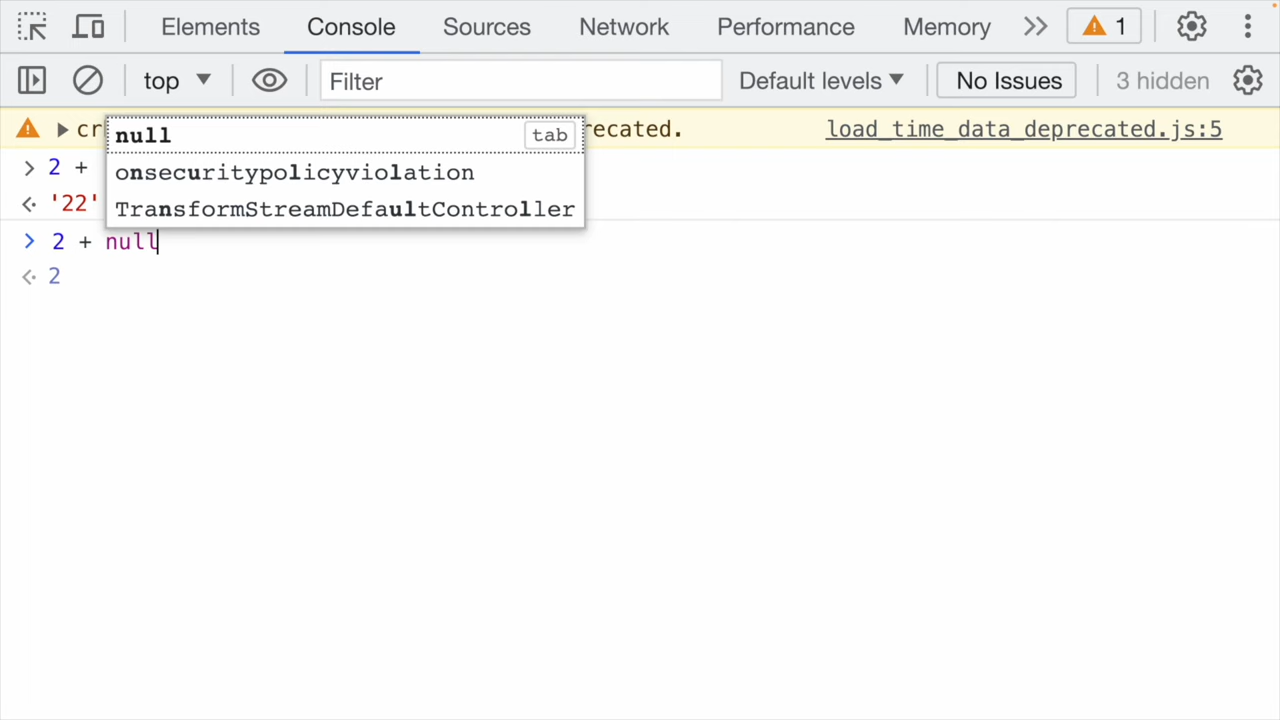 Elements Console Sources Network Performance Memory 1
top Filter Default levels No Issues 3 hidden
cr ecated. load_time_data_deprecated.js:5
null tab
onsecuritypolicyviolation
TransformStreamDefaultController
> 2 +
'22'
> 2 + null
2